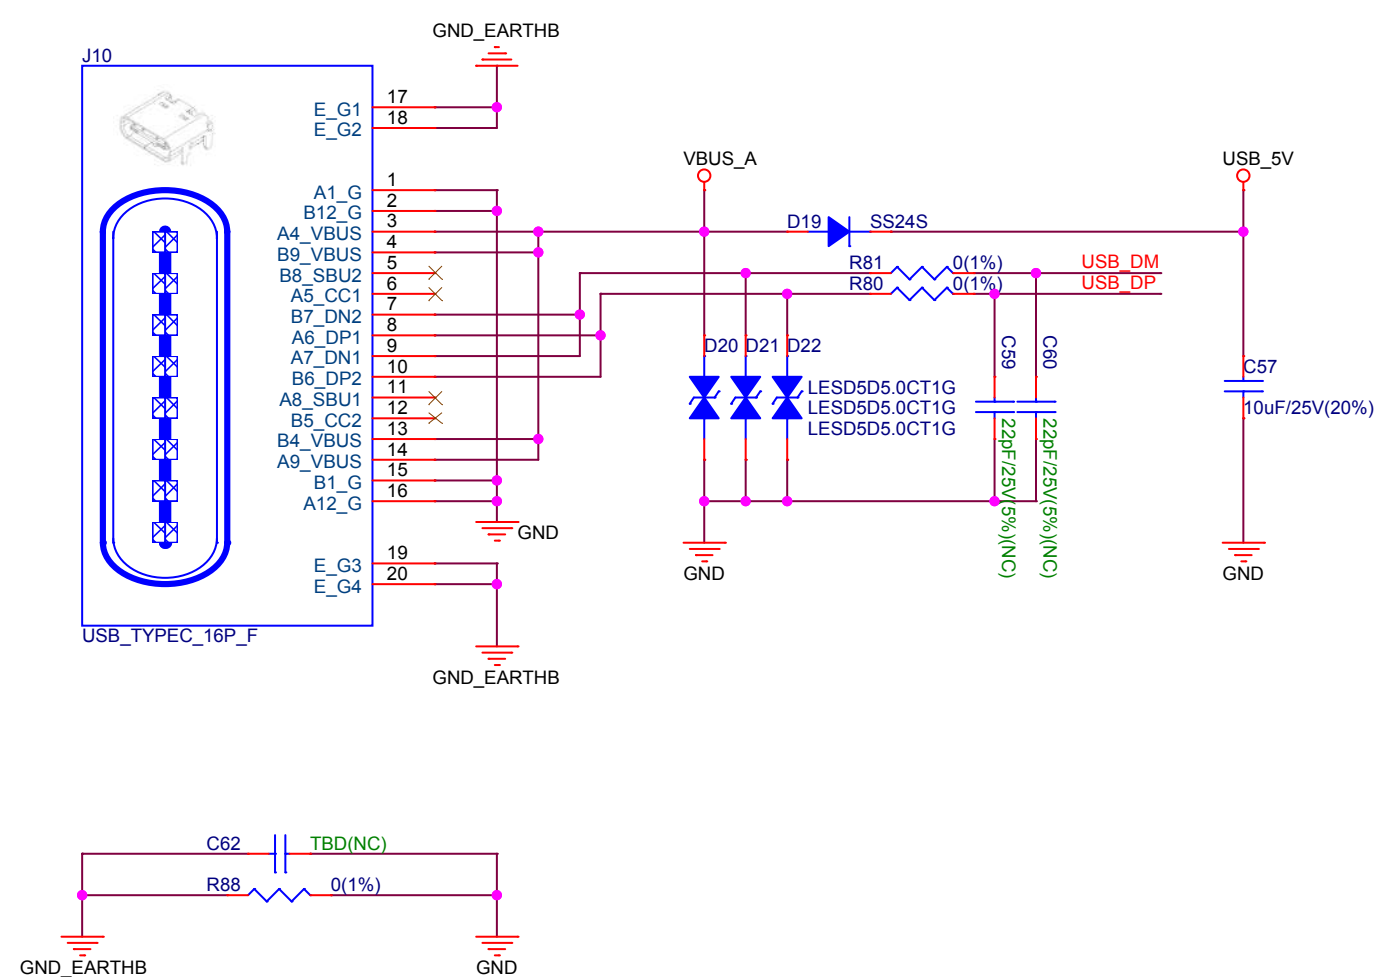 GND_EARTHB
J10
E_G1 17
E_G2 18
A1_G 1
B12_G 2
A4_VBUS 3
B9_VBUS 4
B8_SBU2 5
A5_CC1 6
B7_DN2 7
A6_DP1 8
A7_DN1 9
B6_DP2 10
A8_SBU1 11
B5_CC2 12
B4_VBUS 13
A9_VBUS 14
B1_G 15
A12_G 16
GND
E_G3 19
E_G4 20
USB_TYPEC_16P_F
GND_EARTHB
VBUS_A
USB_5V
D19 SS24S
R81 0(1%) USB_DM
R80 0(1%) USB_DP
D20 D21 D22
LESD5D5.0CT1G
LESD5D5.0CT1G
LESD5D5.0CT1G
C59
22pF/25V(5%)(NC)
C60
22pF/25V(5%)(NC)
C57
10uF/25V(20%)
GND
GND
C62 TBD(NC)
R88 0(1%)
GND_EARTHB
GND